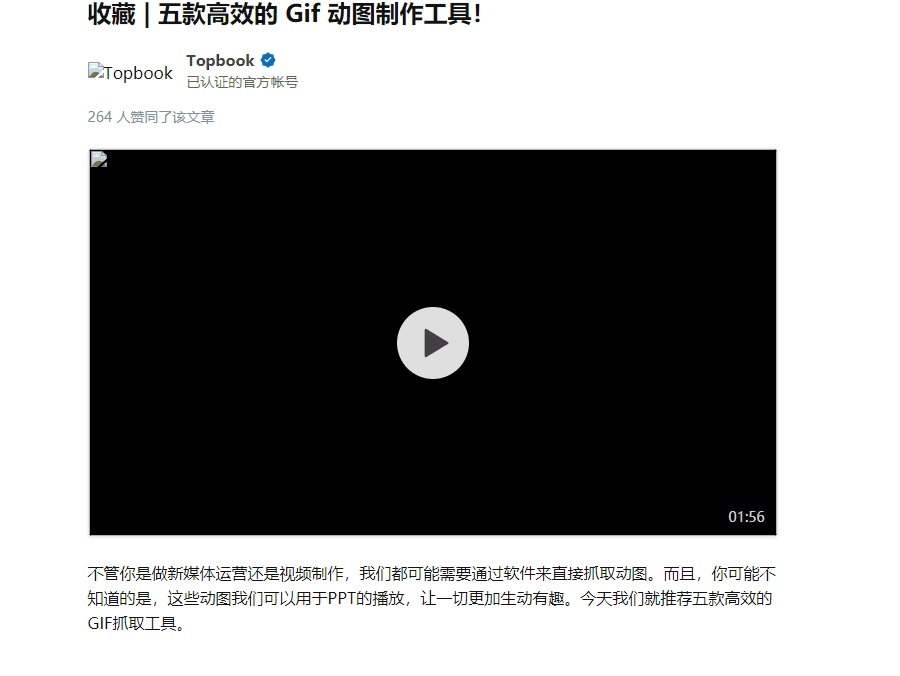 收藏 | 五款高效的 Gif 动图制作工具！
Topbook
Topbook
已认证的官方帐号
264 人赞同了该文章
01:56
不管你是做新媒体运营还是视频制作，我们都可能需要通过软件来直接抓取动图。而且，你可能不
知道的是，这些动图我们可以用于PPT的播放，让一切更加生动有趣。今天我们就推荐五款高效的
GIF抓取工具。